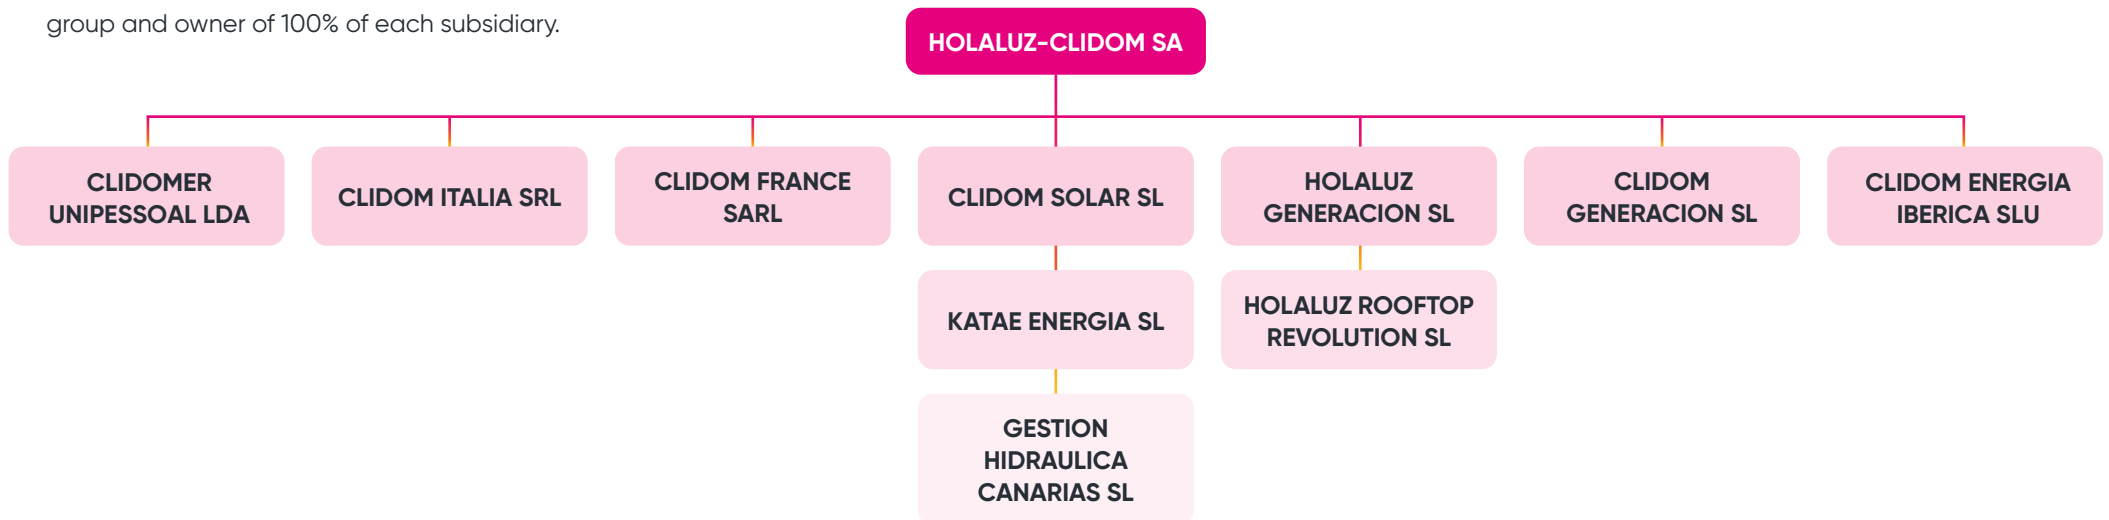 group and owner of 100% of each subsidiary.
HOLALUZ-CLIDOM SA
CLIDOMER
UNIPESSOAL LDA
CLIDOM ITALIA SRL
CLIDOM FRANCE
SARL
CLIDOM SOLAR SL
HOLALUZ
GENERACION SL
CLIDOM
GENERACION SL
CLIDOM ENERGIA
IBERICA SLU
KATAE ENERGIA SL
HOLALUZ ROOFTOP
REVOLUTION SL
GESTION
HIDRAULICA
CANARIAS SL